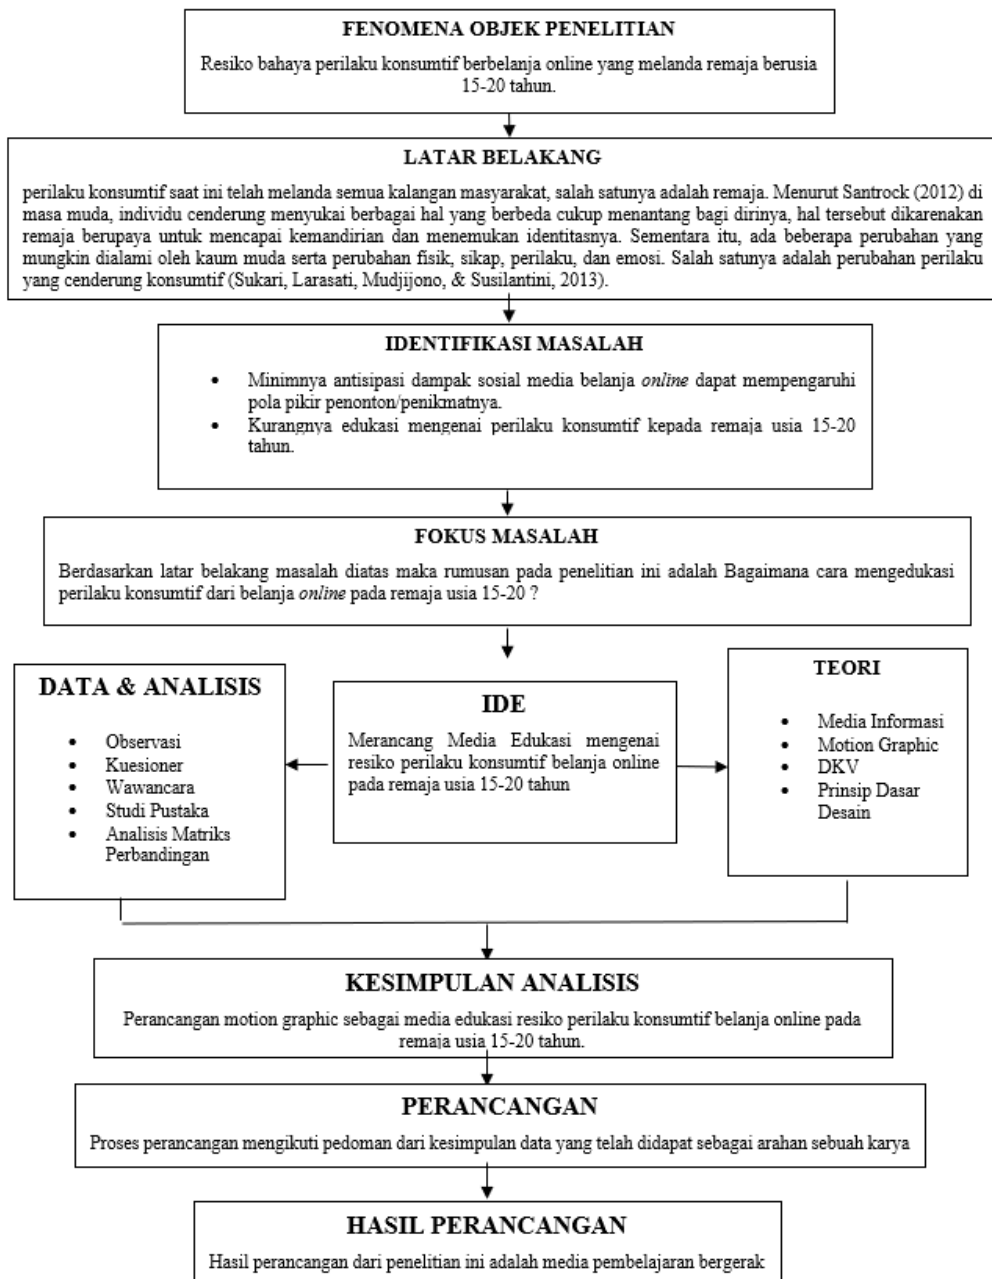 FENOMENA OBJEK PENELITIAN
Resiko bahaya perilaku konsumtif berbelanja online yang melanda remaja berusia
15-20 tahun.
LATAR BELAKANG
perilaku konsumtif saat ini telah melanda semua kalangan masyarakat, salah satunya adalah remaja. Menurut Santrock (2012) di
masa muda, individu cenderung menyukai berbagai hal yang berbeda cukup menantang bagi dirinya, hal tersebut dikarenakan
remaja berupaya untuk mencapai kemandirian dan menemukan identitasnya. Sementara itu, ada beberapa perubahan yang
mungkin dialami oleh kaum muda serta perubahan fisik, sikap, perilaku, dan emosi. Salah satunya adalah perubahan perilaku
yang cenderung konsumtif (Sukari, Larasati, Mudjijono, & Susilantini, 2013).
IDENTIFIKASI MASALAH
• Minimnya antisipasi dampak sosial media belanja online dapat mempengaruhi
pola pikir penonton/penikmatnya.
• Kurangnya edukasi mengenai perilaku konsumtif kepada remaja usia 15-20
tahun.
FOKUS MASALAH
Berdasarkan latar belakang masalah diatas maka rumusan pada penelitian ini adalah Bagaimana cara mengedukasi
perilaku konsumtif dari belanja online pada remaja usia 15-20 ?
DATA & ANALISIS
• Observasi
• Kuesioner
• Wawancara
• Studi Pustaka
• Analisis Matriks
Perbandingan
IDE
Merancang Media Edukasi mengenai
resiko perilaku konsumtif belanja online
pada remaja usia 15-20 tahun
TEORI
• Media Informasi
• Motion Graphic
• DKV
• Prinsip Dasar
Desain
KESIMPULAN ANALISIS
Perancangan motion graphic sebagai media edukasi resiko perilaku konsumtif belanja online pada
remaja usia 15-20 tahun.
PERANCANGAN
Proses perancangan mengikuti pedoman dari kesimpulan data yang telah didapat sebagai arahan sebuah karya
HASIL PERANCANGAN
Hasil perancangan dari penelitian ini adalah media pembelajaran bergerak